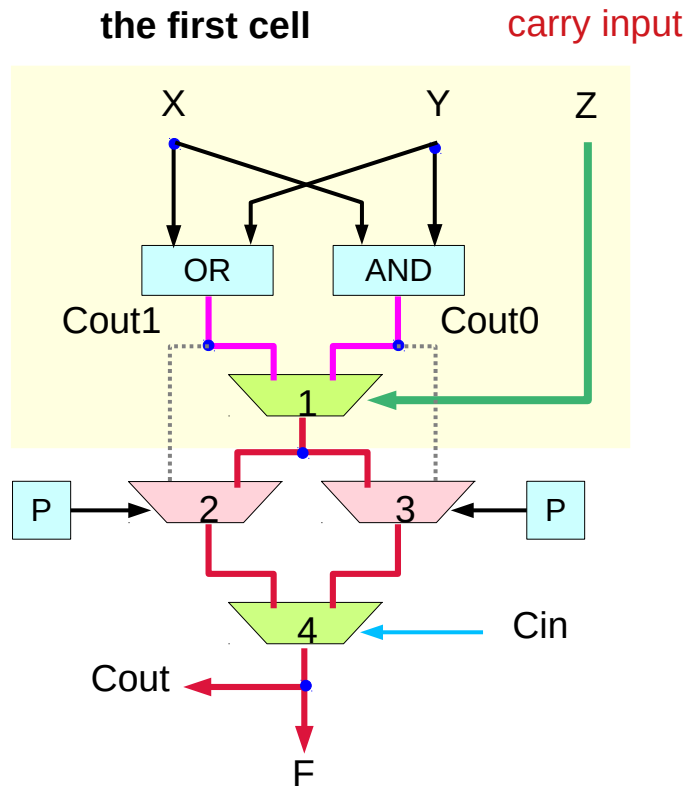 the first cell
carry input
X
Y
Z
OR
AND
Cout1
Cout0
1
P
2
3
P
4
Cin
Cout
F